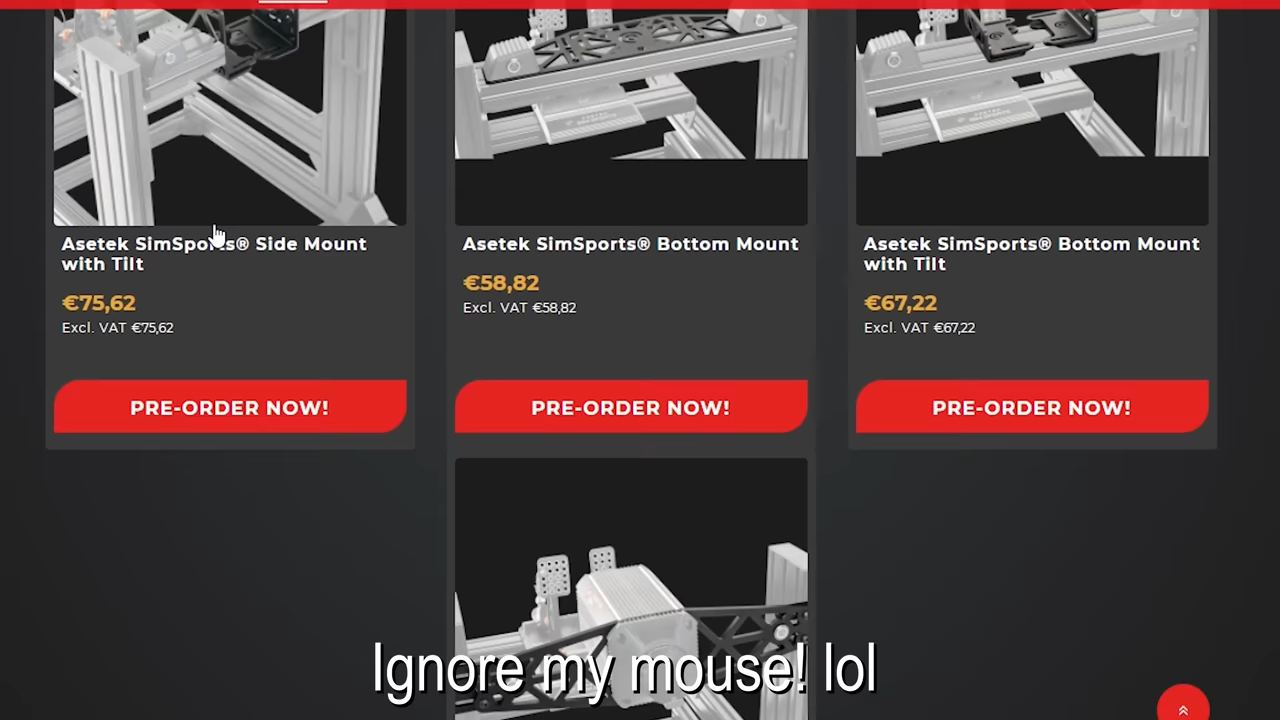 Asetek SimSports® Side Mount
with Tilt
€75,62
Excl. VAT €75,62
PRE-ORDER NOW!
Asetek SimSports® Bottom Mount
€58,82
Excl. VAT €58,82
PRE-ORDER NOW!
Asetek SimSports® Bottom Mount
with Tilt
€67,22
Excl. VAT €67,22
PRE-ORDER NOW!
Ignore my mouse! lol